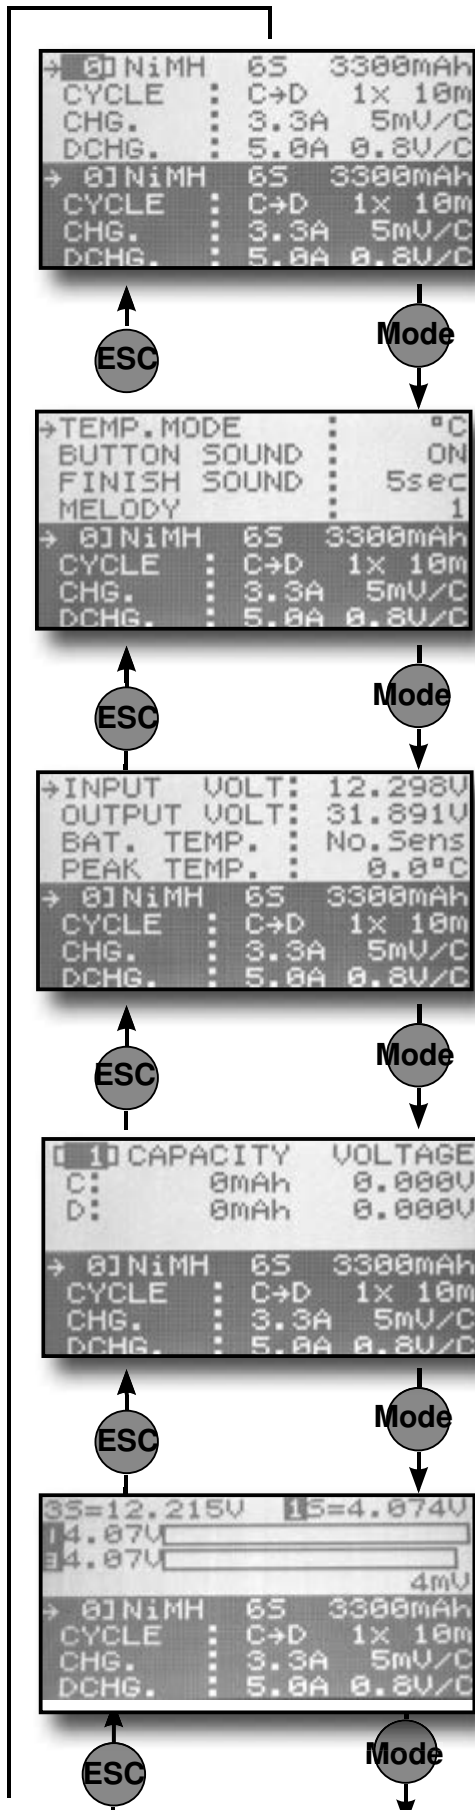 → 0] NiMH 6S 3300mAh
CYCLE : C→D 1× 10m
CHG. : 3.3A 5mV/C
DCHG. : 5.0A 0.8V/C
→ 0] NiMH 6S 3300mAh
CYCLE : C→D 1× 10m
CHG. : 3.3A 5mV/C
DCHG. : 5.0A 0.8V/C
ESC Mode
→TEMP.MODE : °C
BUTTON SOUND : ON
FINISH SOUND : 5sec
MELODY : 1
→ 0] NiMH 6S 3300mAh
CYCLE : C→D 1× 10m
CHG. : 3.3A 5mV/C
DCHG. : 5.0A 0.8V/C
ESC Mode
→INPUT VOLT: 12.298V
OUTPUT VOLT: 31.891V
BAT. TEMP. : No.Sens
PEAK TEMP. : 0.0°C
→ 0] NiMH 6S 3300mAh
CYCLE : C→D 1× 10m
CHG. : 3.3A 5mV/C
DCHG. : 5.0A 0.8V/C
ESC Mode
[ 1] CAPACITY VOLTAGE
C: 0mAh 0.000V
D: 0mAh 0.000V
→ 0] NiMH 6S 3300mAh
CYCLE : C→D 1× 10m
CHG. : 3.3A 5mV/C
DCHG. : 5.0A 0.8V/C
ESC Mode
3S=12.215V 1S=4.074V
1 4.07V
2 4.07V
4mV
→ 0] NiMH 6S 3300mAh
CYCLE : C→D 1× 10m
CHG. : 3.3A 5mV/C
DCHG. : 5.0A 0.8V/C
ESC Mode